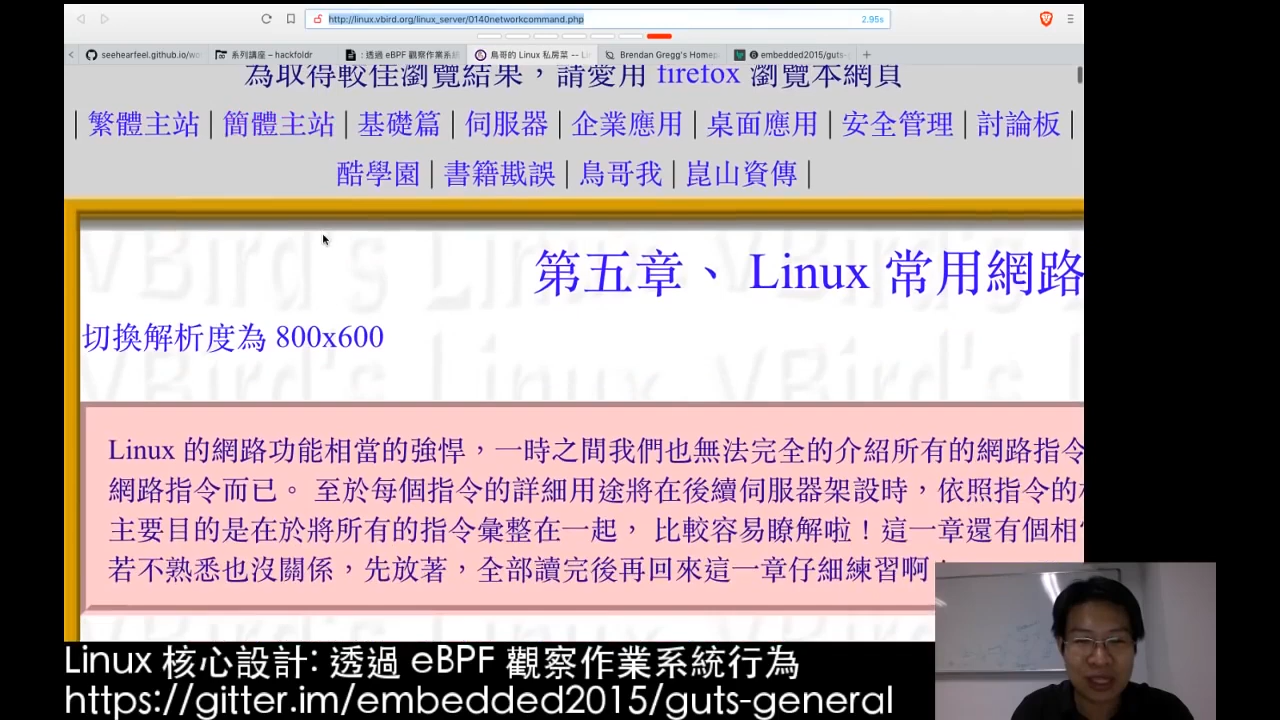 http://linux.vbird.org/linux_server/0140networkcommand.php
2.95s
seehearfeel.github.io/wo
系列講座 – hackfoldr
: 透過 eBPF 觀察作業系統
鳥哥的 Linux 私房菜 -- Li
Brendan Gregg's Homep
embedded2015/guts-
為取得較佳瀏覽結果，請愛用 firefox 瀏覽本網頁
| 繁體主站 | 簡體主站 | 基礎篇 | 伺服器 | 企業應用 | 桌面應用 | 安全管理 | 討論板 |
酷學園 | 書籍戡誤 | 鳥哥我 | 崑山資傳 |
第五章、 Linux 常用網路
切換解析度為 800x600
Linux 的網路功能相當的強悍，一時之間我們也無法完全的介紹所有的網路指令
網路指令而已。 至於每個指令的詳細用途將在後續伺服器架設時，依照指令的
主要目的是在於將所有的指令彙整在一起， 比較容易瞭解啦！這一章還有個相
若不熟悉也沒關係，先放著，全部讀完後再回來這一章仔細練習啊
VBird's Linux VBird's L
Linux 核心設計: 透過 eBPF 觀察作業系統行為
https://gitter.im/embedded2015/guts-general